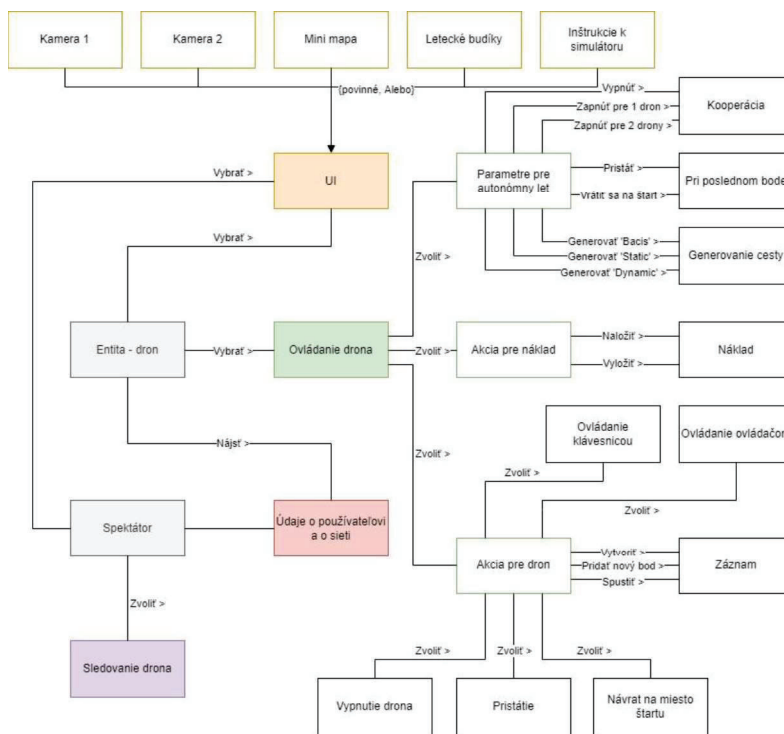 Kamera 1
Kamera 2
Mini mapa
Letecké budíky
Inštrukcie k
simulátoru
{povinné, Alebo}
Vypnúť >
Zapnúť pre 1 dron >
Zapnúť pre 2 drony >
Kooperácia
Vybrať >
UI
Parametre pre
autonómny let
Pristáť >
Vrátiť sa na štart >
Pri poslednom bode
Vybrať >
Zvoliť >
Generovať 'Bacis' >
Generovať 'Static' >
Generovať 'Dynamic' >
Generovanie cesty
Entita - dron
Vybrať >
Ovládanie drona
Zvoliť >
Akcia pre náklad
Naložiť >
Vyložiť >
Náklad
Ovládanie
klávesnicou
Ovládanie ovládačom
Nájsť >
Zvoliť >
Zvoliť >
Zvoliť >
Spektátor
Údaje o používateľovi
a o sieti
Akcia pre dron
Vytvoriť >
Pridať nový bod >
Spustiť >
Záznam
Zvoliť >
Sledovanie drona
Zvoliť >
Zvoliť >
Zvoliť >
Vypnutie drona
Pristátie
Návrat na miesto
štartu